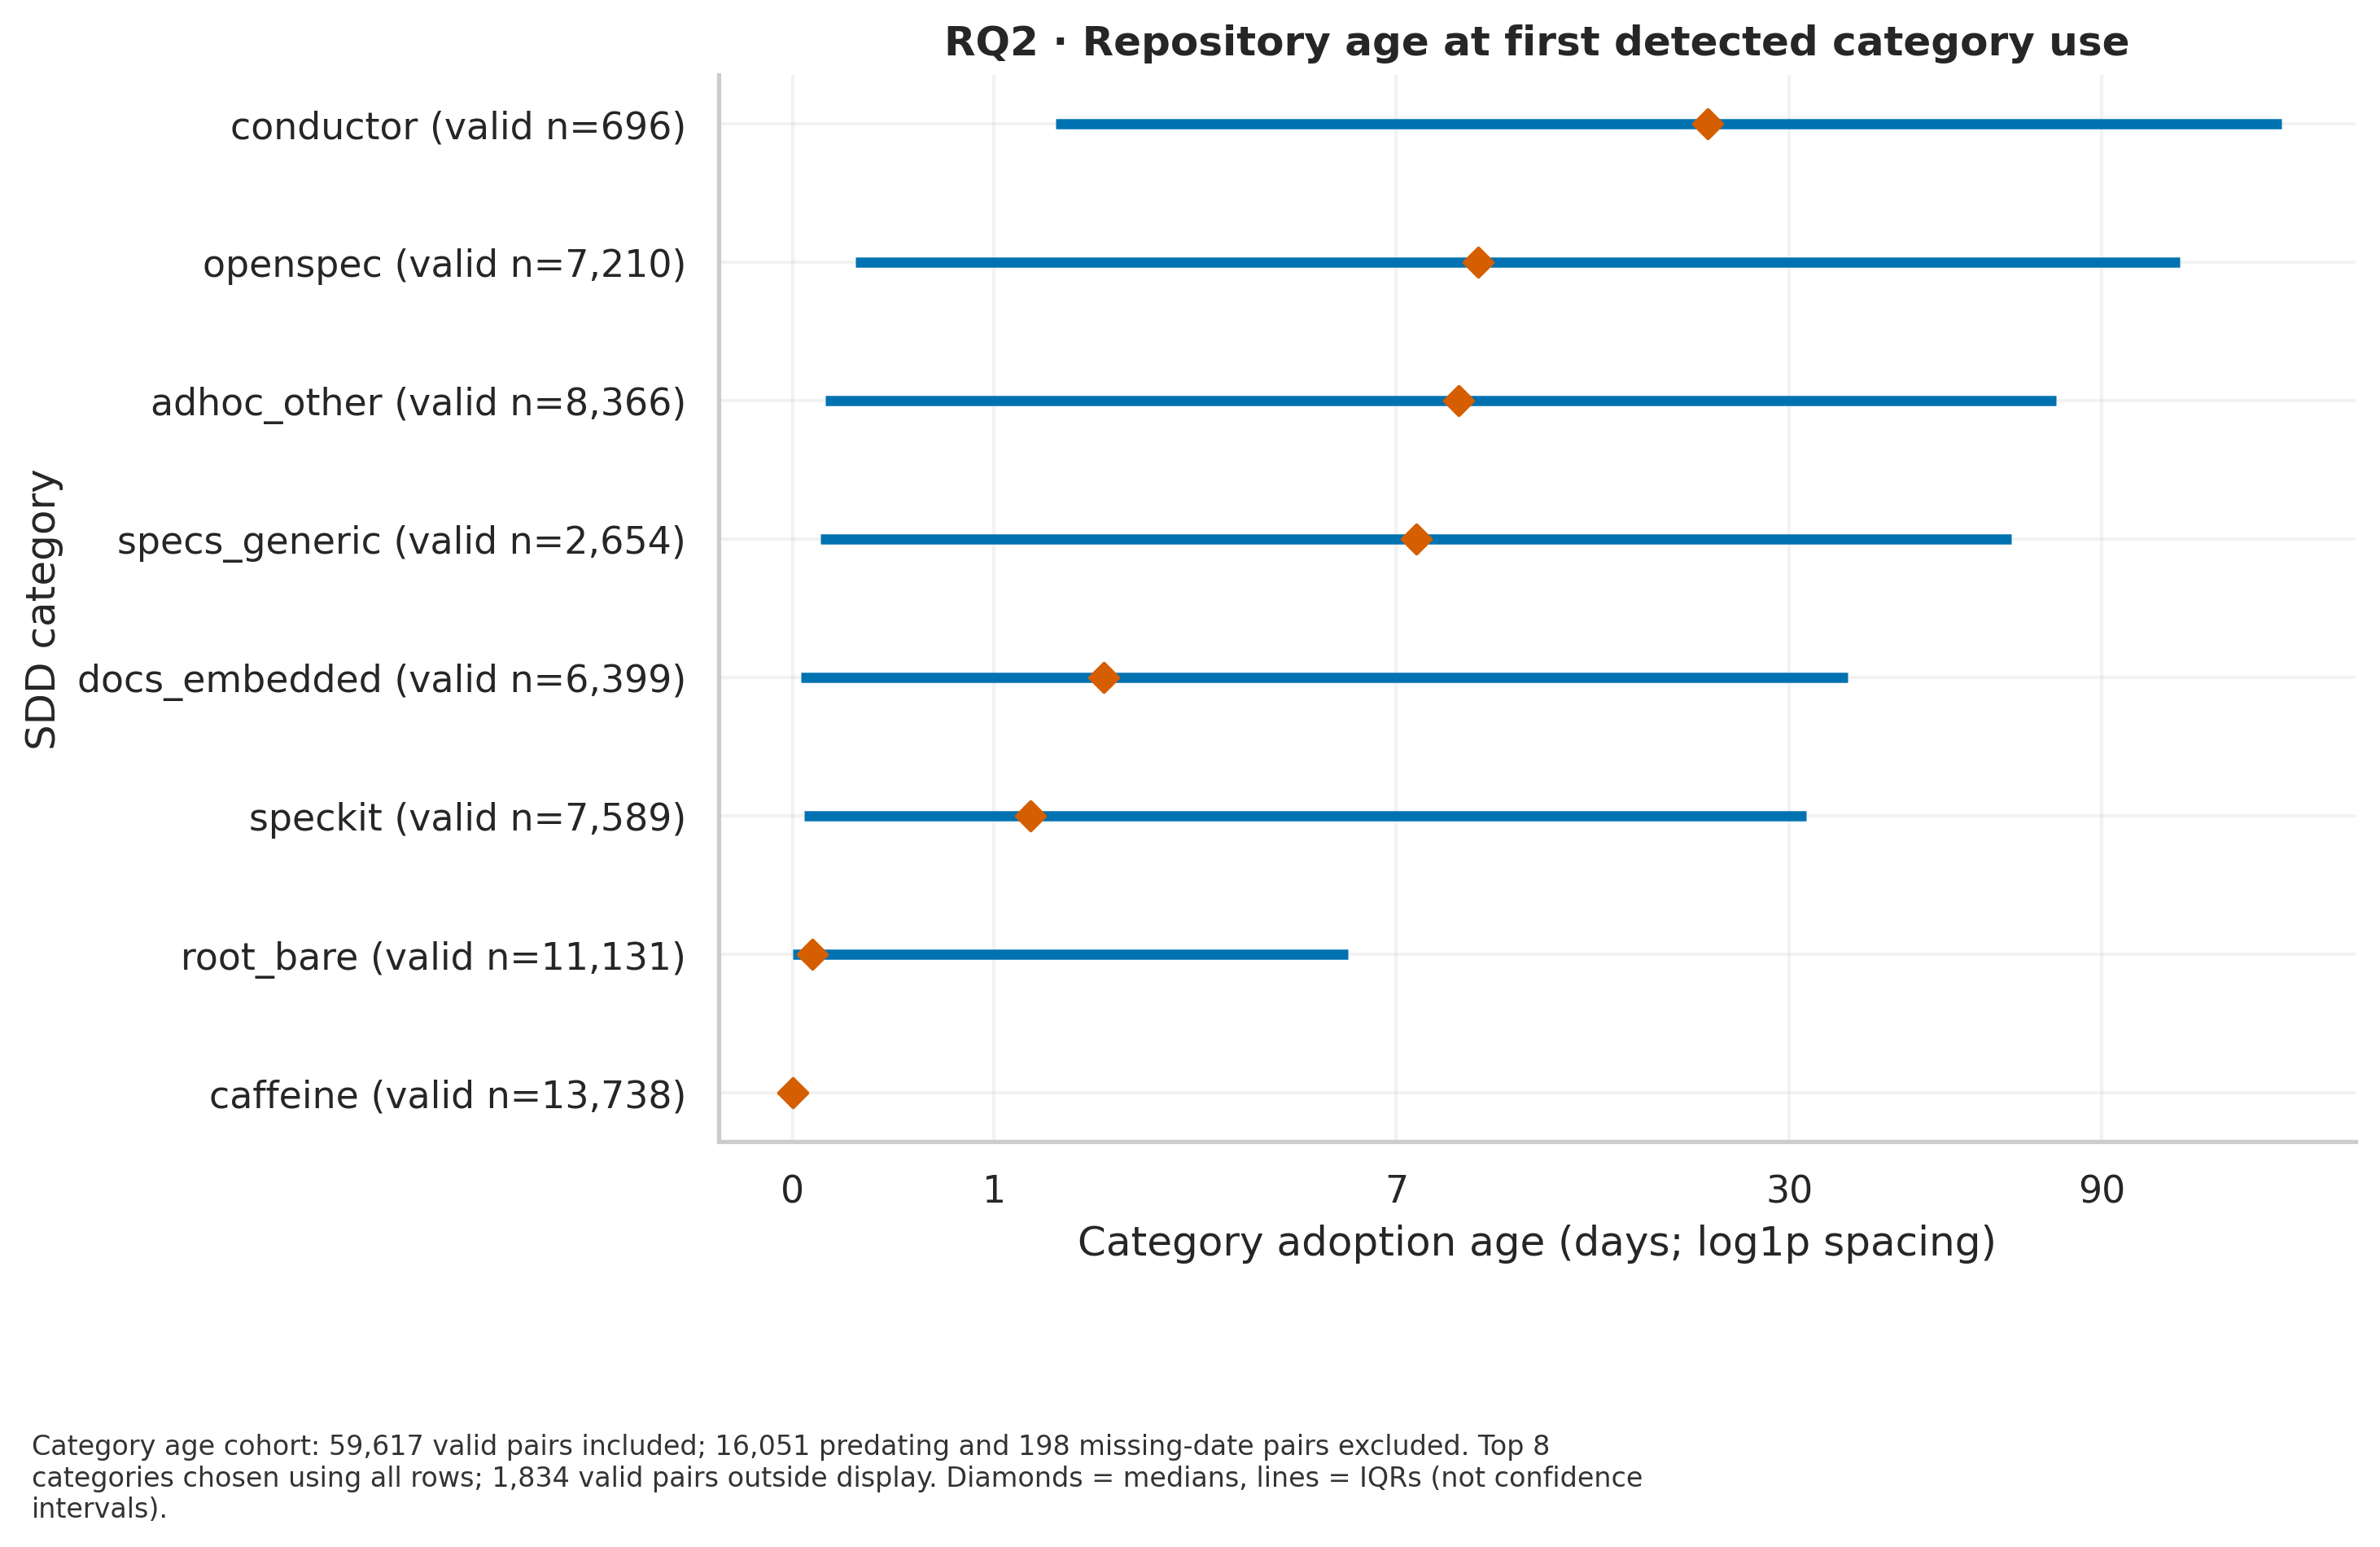 RQ2 · Repository age at first detected category use
SDD category
conductor (valid n=696)
openspec (valid n=7,210)
adhoc_other (valid n=8,366)
specs_generic (valid n=2,654)
docs_embedded (valid n=6,399)
speckit (valid n=7,589)
root_bare (valid n=11,131)
caffeine (valid n=13,738)
0 1 7 30 90
Category adoption age (days; log1p spacing)
Category age cohort: 59,617 valid pairs included; 16,051 predating and 198 missing-date pairs excluded. Top 8
categories chosen using all rows; 1,834 valid pairs outside display. Diamonds = medians, lines = IQRs (not confidence
intervals).